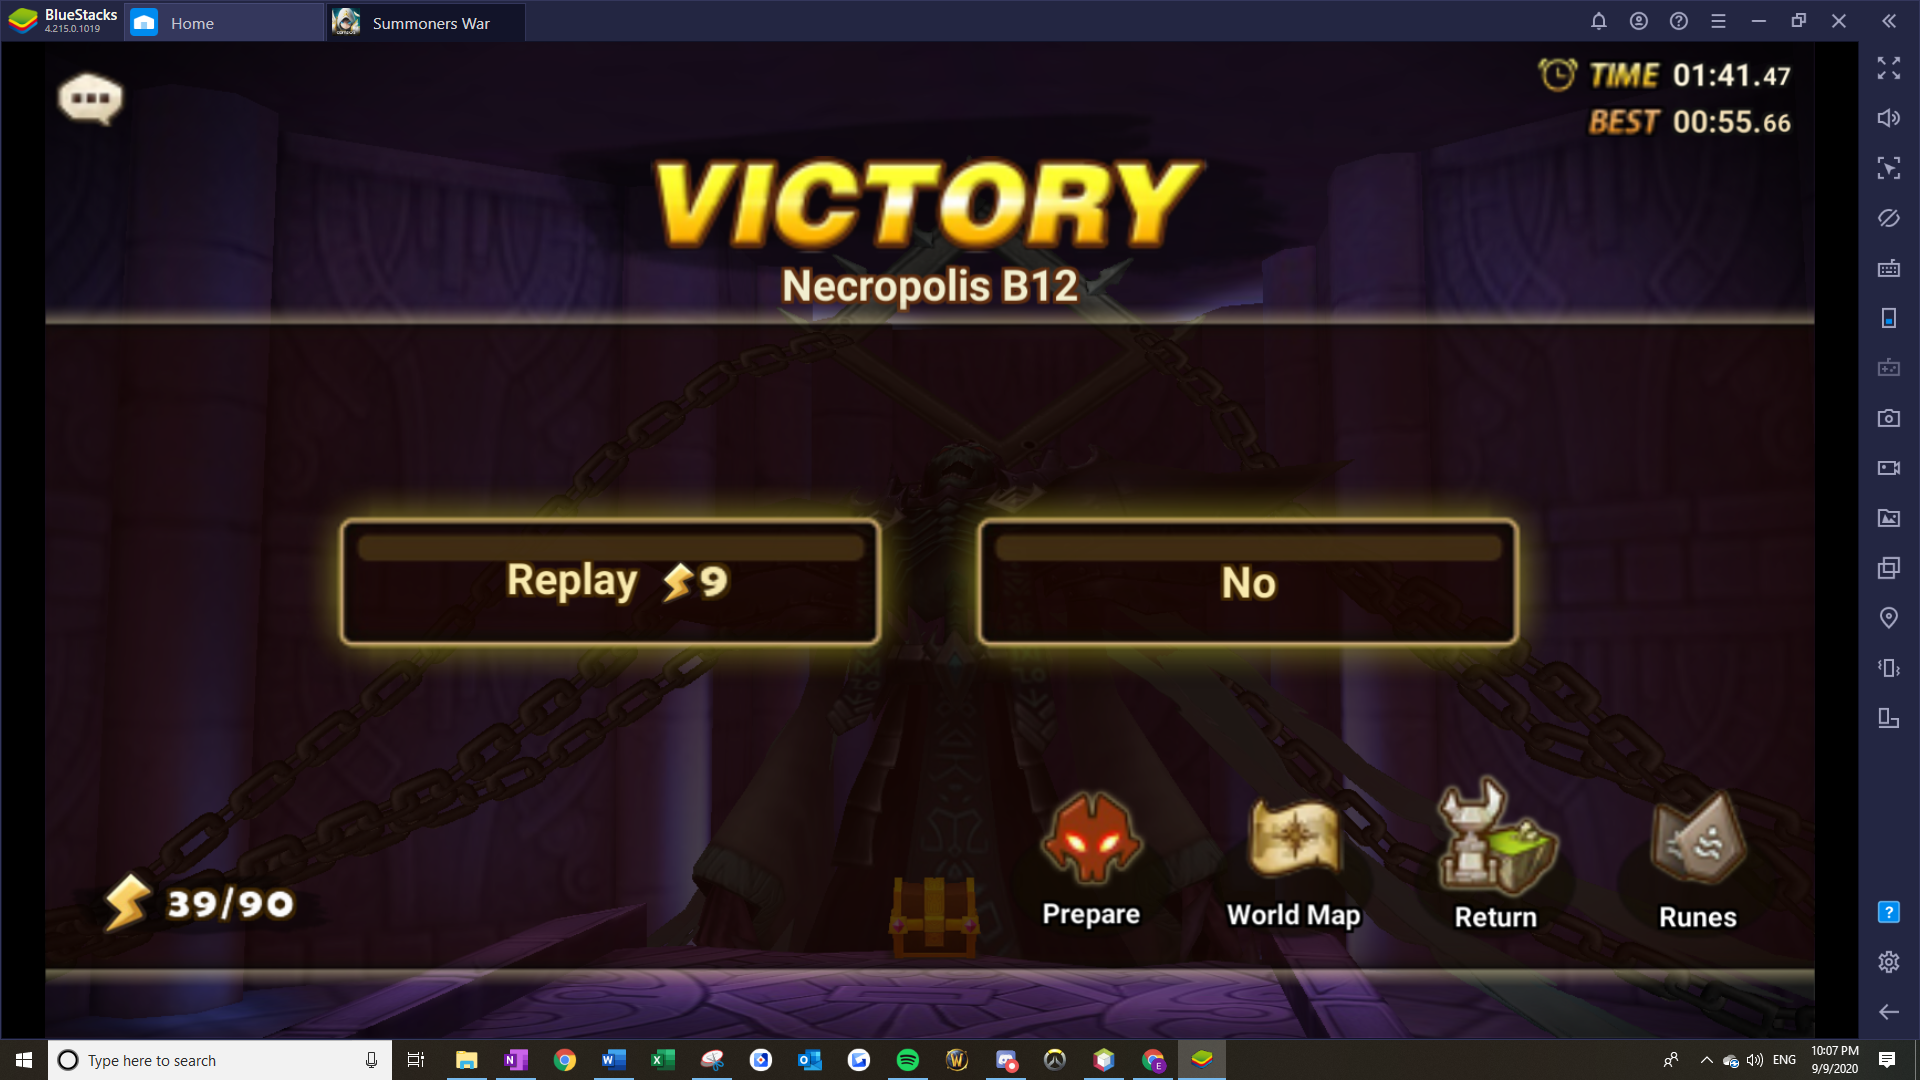 BlueStacks
4.215.0.1019
Home
Summoners War
TIME 01:41.47
BEST 00:55.66
VICTORY
Necropolis B12
Replay 9
No
39/90
Prepare
World Map
Return
Runes
Type here to search
ENG
10:07 PM
9/9/2020